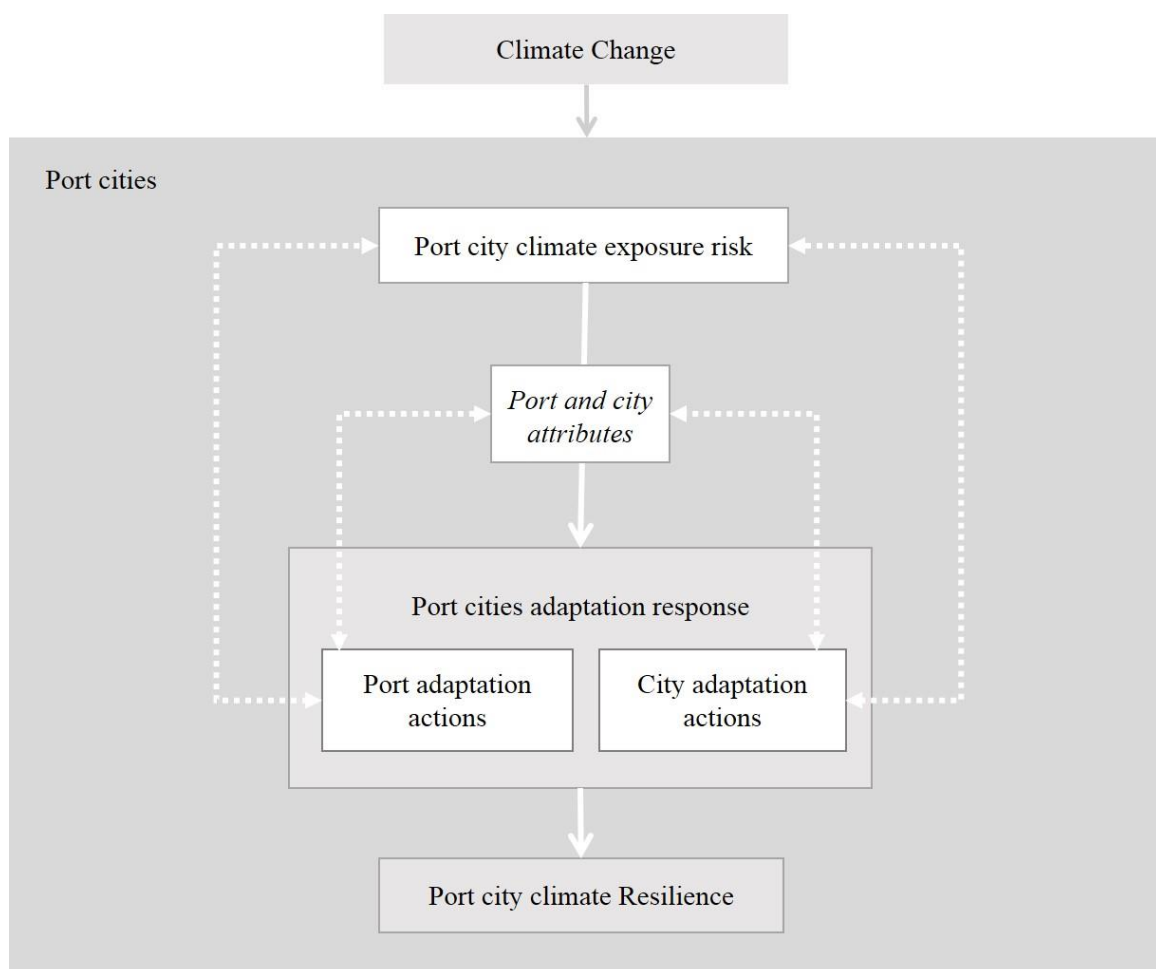 Climate Change
Port cities
Port city climate exposure risk
Port and city
attributes
Port cities adaptation response
Port adaptation
actions
City adaptation
actions
Port city climate Resilience